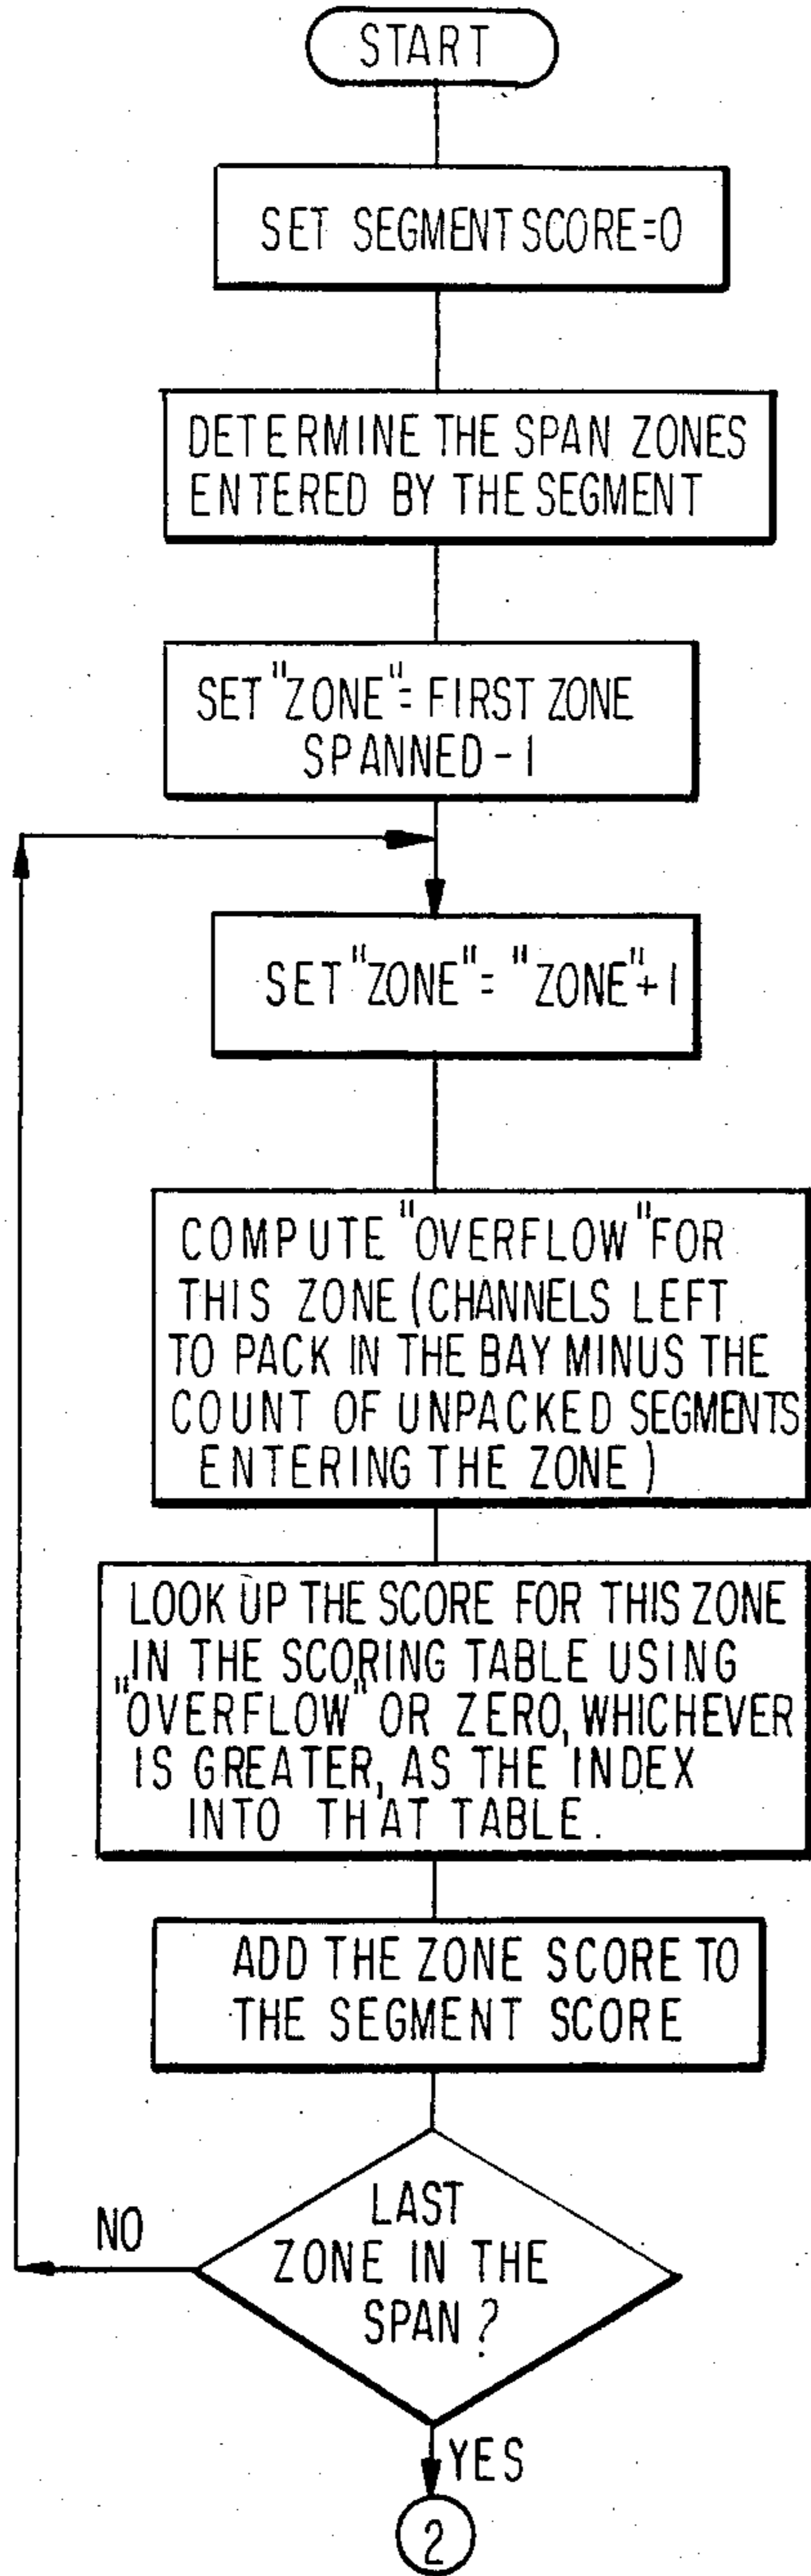 START
SET SEGMENT SCORE=0
DETERMINE THE SPAN ZONES
ENTERED BY THE SEGMENT
SET "ZONE"= FIRST ZONE
SPANNED-1
SET "ZONE"= "ZONE"+1
COMPUTE "OVERFLOW" FOR
THIS ZONE (CHANNELS LEFT
TO PACK IN THE BAY MINUS THE
COUNT OF UNPACKED SEGMENTS
ENTERING THE ZONE)
LOOK UP THE SCORE FOR THIS ZONE
IN THE SCORING TABLE USING
"OVERFLOW" OR ZERO, WHICHEVER
IS GREATER, AS THE INDEX
INTO THAT TABLE.
ADD THE ZONE SCORE TO
THE SEGMENT SCORE
LAST
ZONE IN THE
SPAN?
NO
YES
2